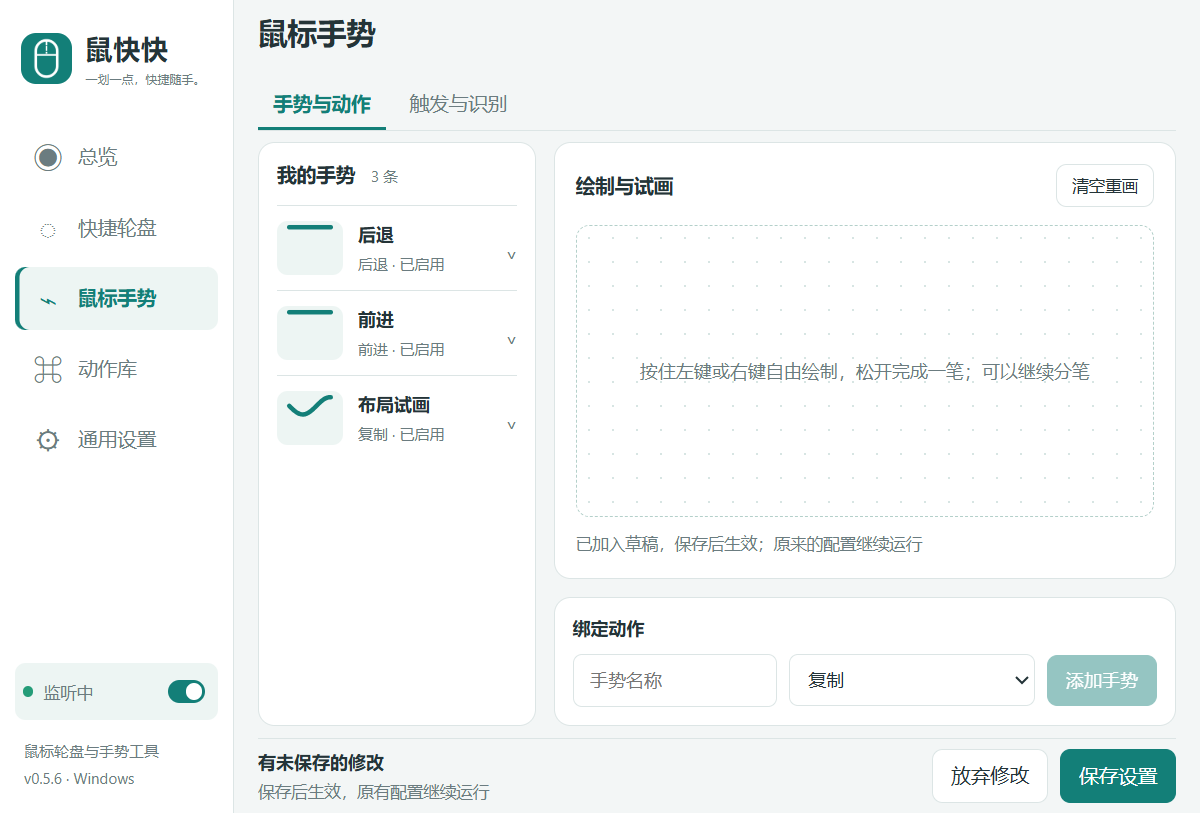 鼠快快
一划一点，快捷随手。
总览
快捷轮盘
鼠标手势
动作库
通用设置
监听中
鼠标轮盘与手势工具
v0.5.6 · Windows
鼠标手势
手势与动作
触发与识别
我的手势 3 条
后退
后退 · 已启用
前进
前进 · 已启用
布局试画
复制 · 已启用
绘制与试画
清空重画
按住左键或右键自由绘制，松开完成一笔；可以继续分笔
已加入草稿，保存后生效；原来的配置继续运行
绑定动作
手势名称
复制
添加手势
有未保存的修改
保存后生效，原有配置继续运行
放弃修改
保存设置